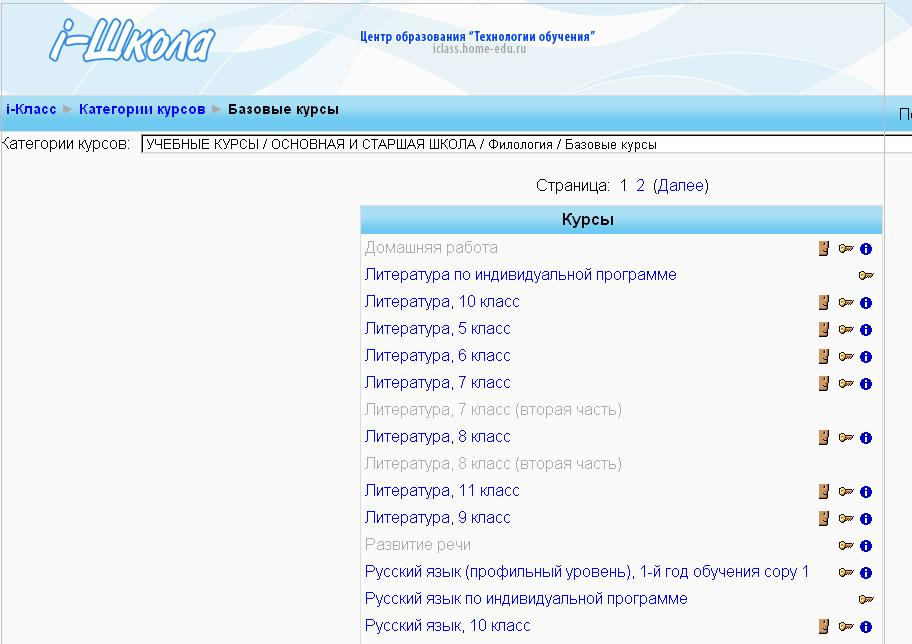 i-Школа
Центр образования "Технологии обучения"
iclass.home-edu.ru
i-Класс Категории курсов Базовые курсы
Категории курсов: УЧЕБНЫЕ КУРСЫ / ОСНОВНАЯ И СТАРШАЯ ШКОЛА / Филология / Базовые курсы
Страница: 1 2 (Далее)
Курсы
Домашняя работа
Литература по индивидуальной программе
Литература, 10 класс
Литература, 5 класс
Литература, 6 класс
Литература, 7 класс
Литература, 7 класс (вторая часть)
Литература, 8 класс
Литература, 8 класс (вторая часть)
Литература, 11 класс
Литература, 9 класс
Развитие речи
Русский язык (профильный уровень), 1-й год обучения copy 1
Русский язык по индивидуальной программе
Русский язык, 10 класс